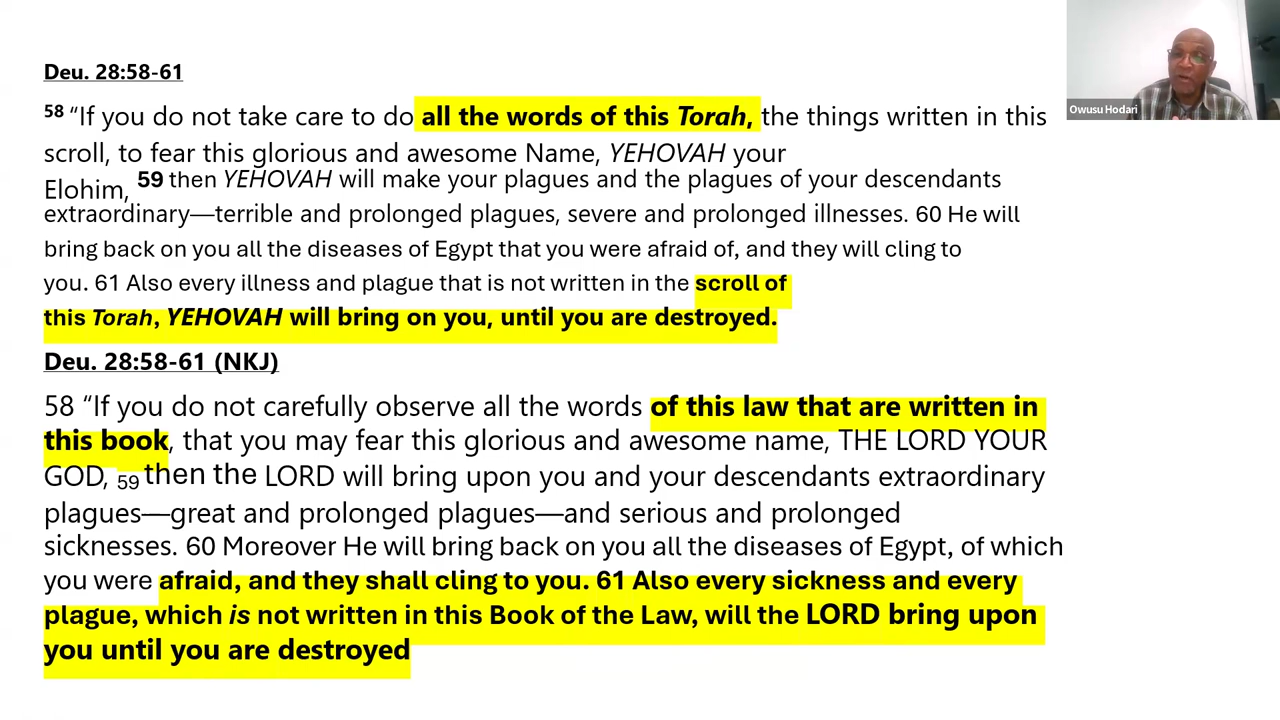 Deu. 28:58-61
58 “If you do not take care to do all the words of this Torah, the things written in this
scroll, to fear this glorious and awesome Name, YEHOVAH your
Elohim, 59 then YEHOVAH will make your plagues and the plagues of your descendants
extraordinary—terrible and prolonged plagues, severe and prolonged illnesses. 60 He will
bring back on you all the diseases of Egypt that you were afraid of, and they will cling to
you. 61 Also every illness and plague that is not written in the scroll of
this Torah, YEHOVAH will bring on you, until you are destroyed.
Deu. 28:58-61 (NKJ)
58 “If you do not carefully observe all the words of this law that are written in
this book, that you may fear this glorious and awesome name, THE LORD YOUR
GOD, 59 then the LORD will bring upon you and your descendants extraordinary
plagues—great and prolonged plagues—and serious and prolonged
sicknesses. 60 Moreover He will bring back on you all the diseases of Egypt, of which
you were afraid, and they shall cling to you. 61 Also every sickness and every
plague, which is not written in this Book of the Law, will the LORD bring upon
you until you are destroyed
Owusu Hodari